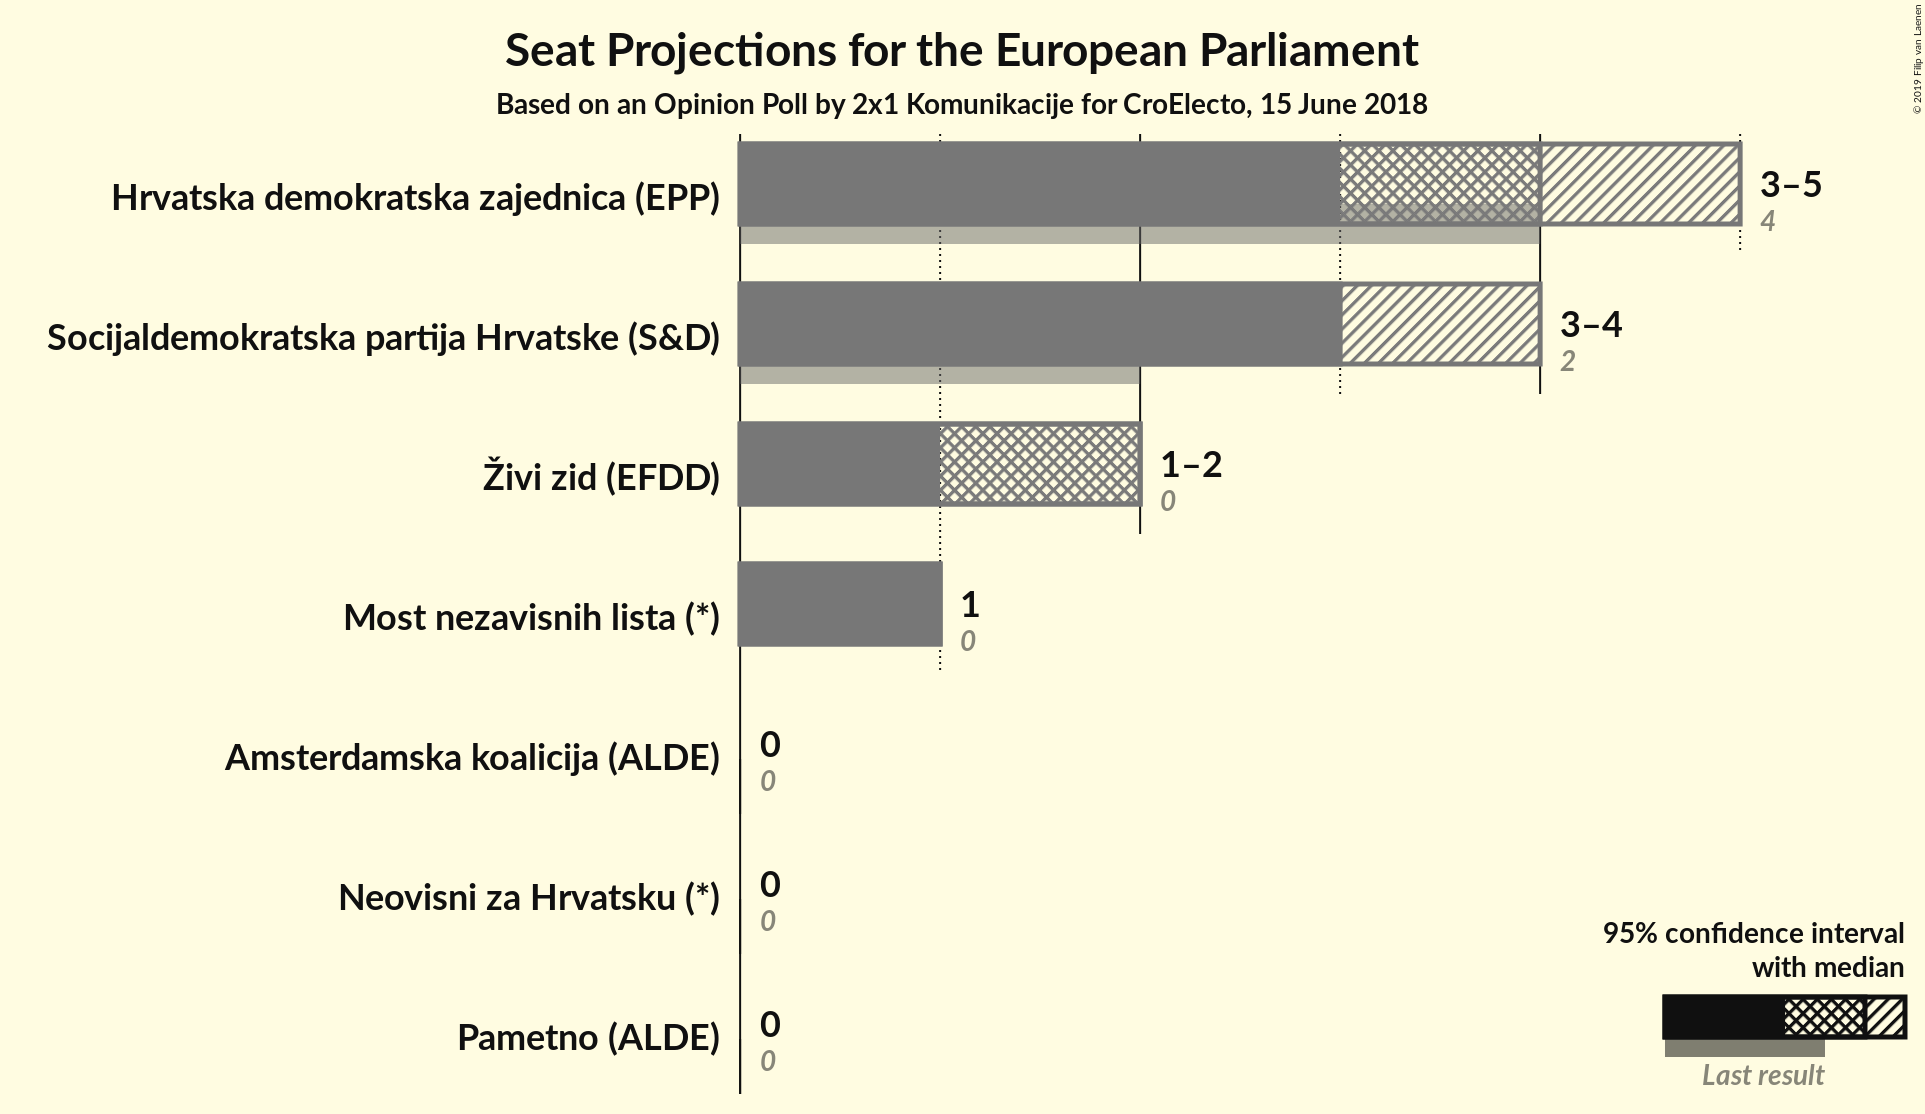 Seat Projections for the European Parliament
Based on an Opinion Poll by 2x1 Komunikacije for CroElecto, 15 June 2018
© 2019 Filip van Laenen
Hrvatska demokratska zajednica (EPP)
3–5
4
Socijaldemokratska partija Hrvatske (S&D)
3–4
2
Živi zid (EFDD)
1–2
0
Most nezavisnih lista (*)
1
0
Amsterdamska koalicija (ALDE)
0
0
Neovisni za Hrvatsku (*)
0
0
Pametno (ALDE)
0
0
95% confidence interval
with median
Last result